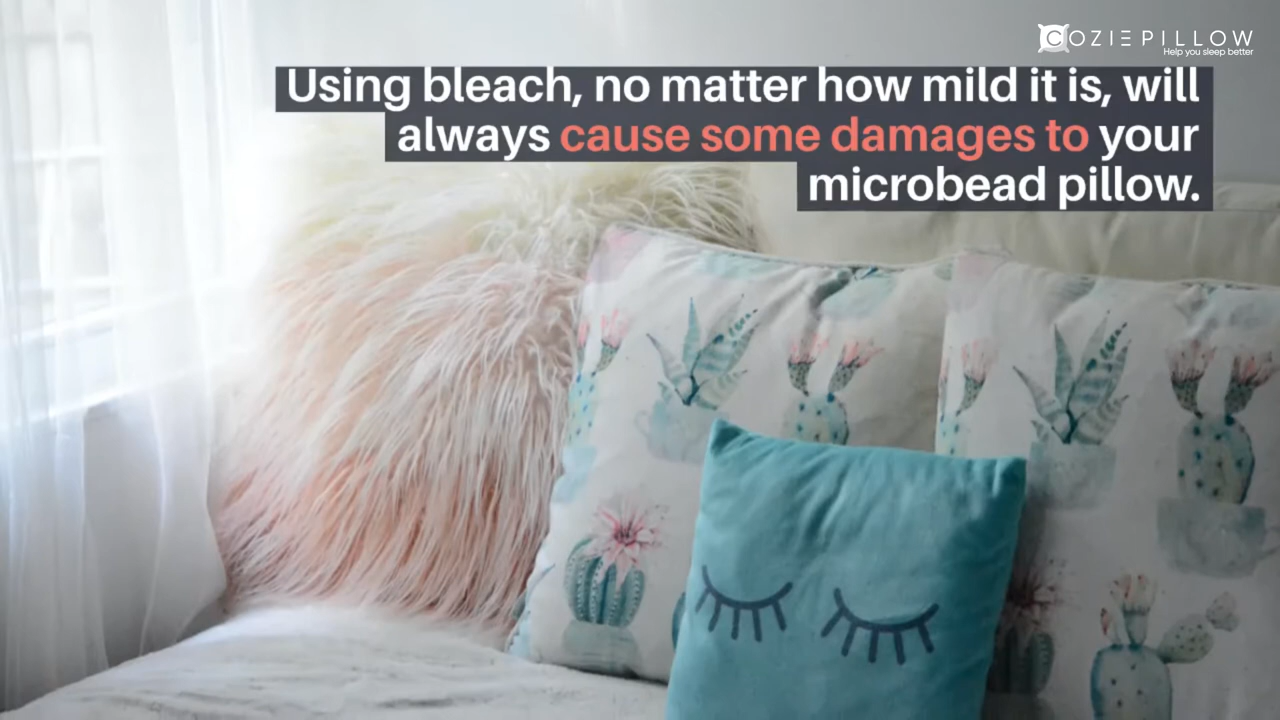 COZIEPILLOW
Help you sleep better
Using bleach, no matter how mild it is, will
always cause some damages to your
microbead pillow.